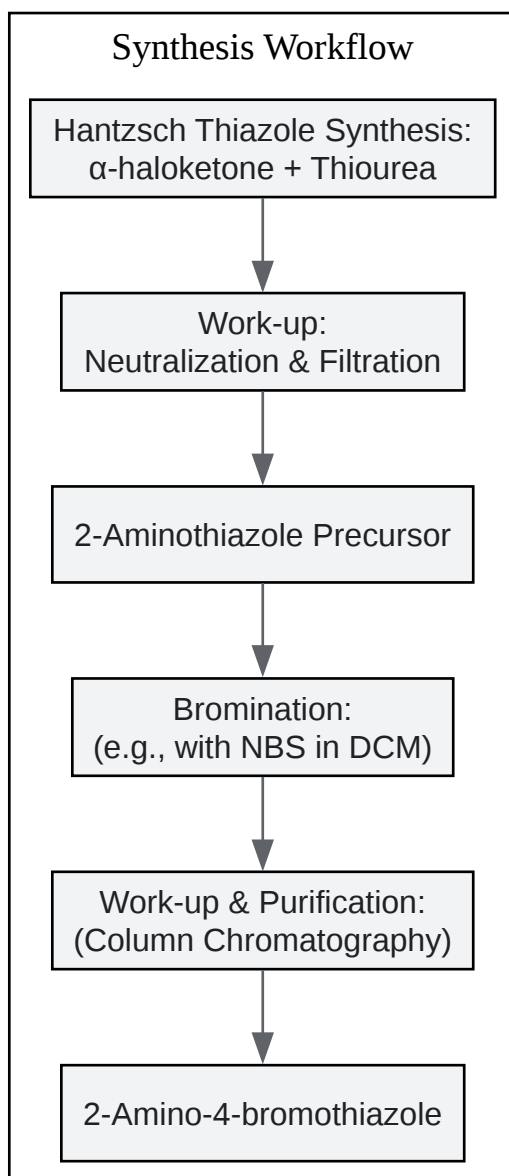 Synthesis Workflow
Hantzsch Thiazole Synthesis:
α-haloketone + Thiourea
Work-up:
Neutralization & Filtration
2-Aminothiazole Precursor
Bromination:
(e.g., with NBS in DCM)
Work-up & Purification:
(Column Chromatography)
2-Amino-4-bromothiazole